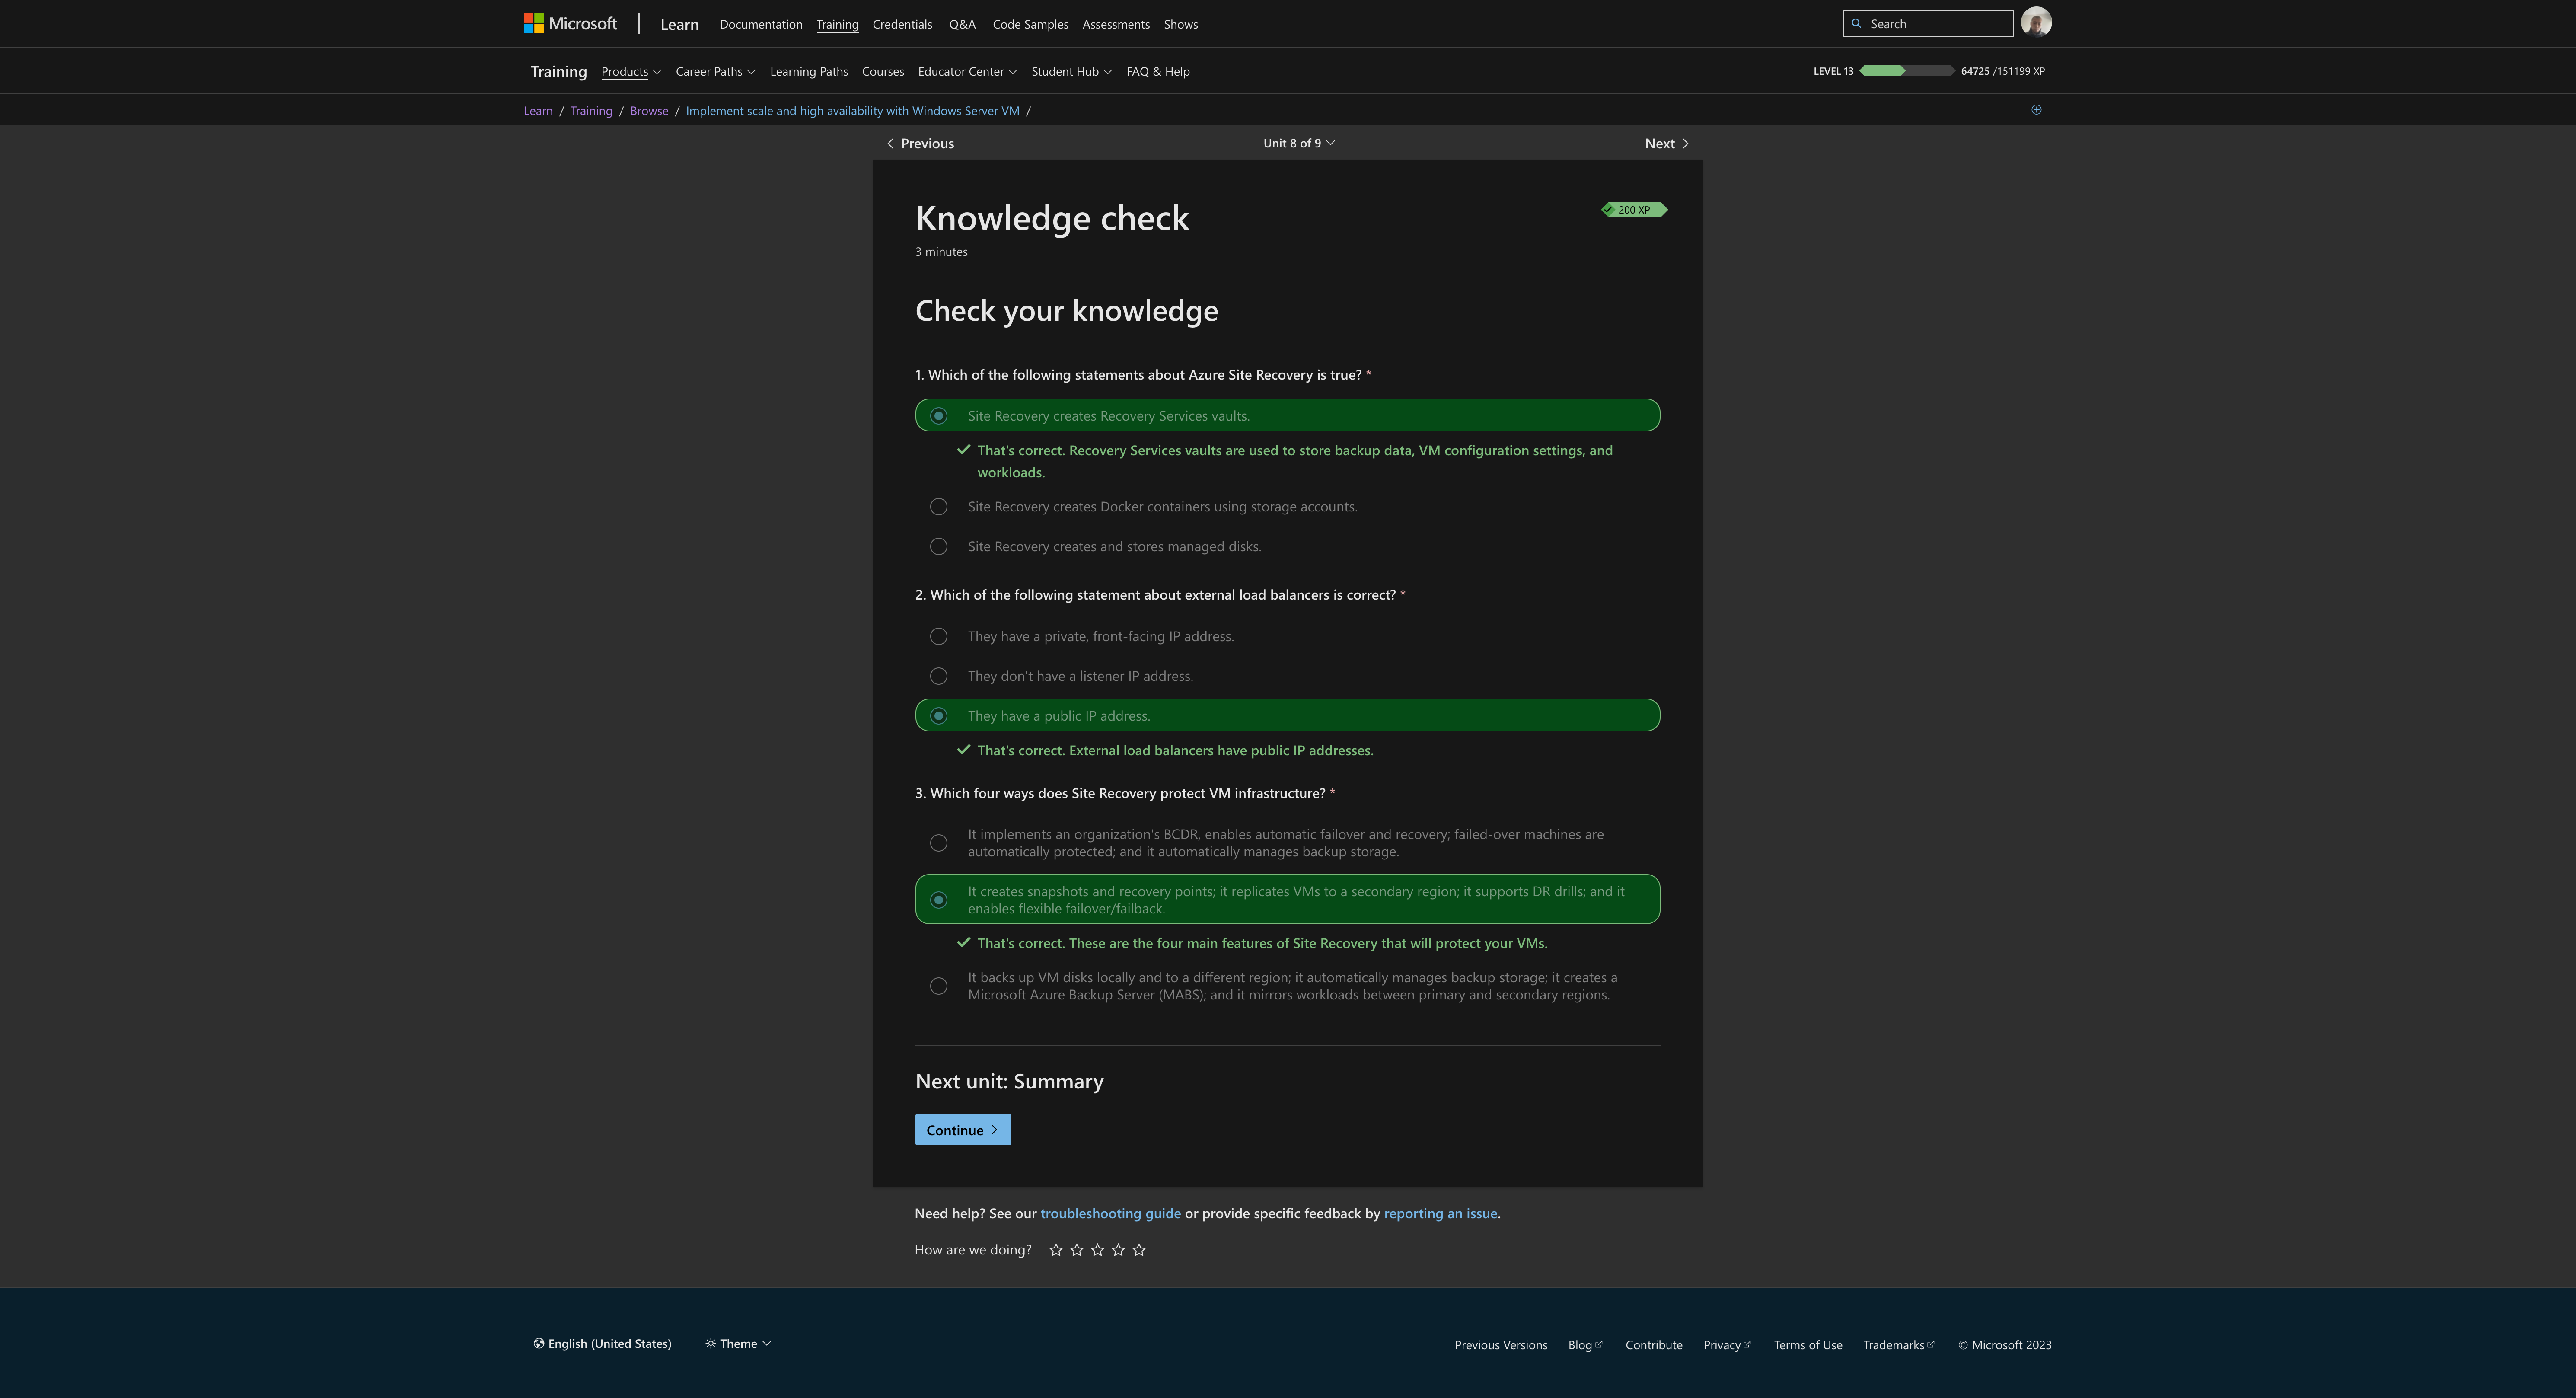 Microsoft
Learn
Documentation Training Credentials Q&A Code Samples Assessments Shows
Search
Training Products Career Paths Learning Paths Courses Educator Center Student Hub FAQ & Help
LEVEL 13 64725 /151199 XP
Learn / Training / Browse / Implement scale and high availability with Windows Server VM /
Previous
Unit 8 of 9
Next
Knowledge check
200 XP
3 minutes
Check your knowledge
1. Which of the following statements about Azure Site Recovery is true? *
Site Recovery creates Recovery Services vaults.
That's correct. Recovery Services vaults are used to store backup data, VM configuration settings, and
workloads.
Site Recovery creates Docker containers using storage accounts.
Site Recovery creates and stores managed disks.
2. Which of the following statement about external load balancers is correct? *
They have a private, front-facing IP address.
They don't have a listener IP address.
They have a public IP address.
That's correct. External load balancers have public IP addresses.
3. Which four ways does Site Recovery protect VM infrastructure? *
It implements an organization's BCDR, enables automatic failover and recovery; failed-over machines are
automatically protected; and it automatically manages backup storage.
It creates snapshots and recovery points; it replicates VMs to a secondary region; it supports DR drills; and it
enables flexible failover/failback.
That's correct. These are the four main features of Site Recovery that will protect your VMs.
It backs up VM disks locally and to a different region; it automatically manages backup storage; it creates a
Microsoft Azure Backup Server (MABS); and it mirrors workloads between primary and secondary regions.
Next unit: Summary
Continue
Need help? See our troubleshooting guide or provide specific feedback by reporting an issue.
How are we doing?
English (United States) Theme
Previous Versions Blog Contribute Privacy Terms of Use Trademarks © Microsoft 2023